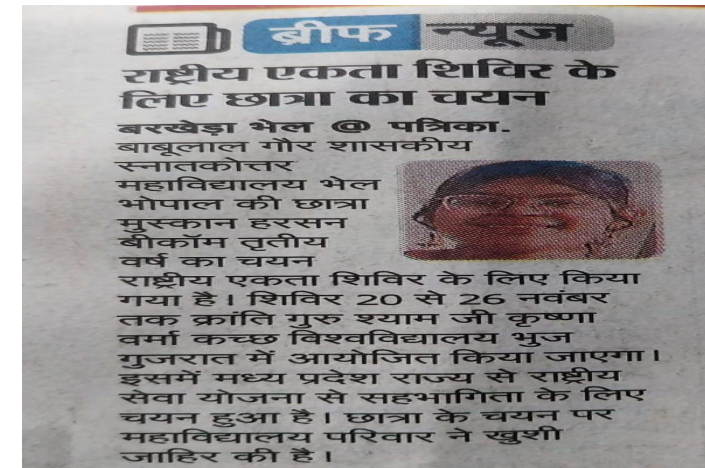 ब्रीफ न्यूज
राष्ट्रीय एकता शिविर के
लिए छात्रा का चयन
बरखेड़ा भेल @ पत्रिका.
बाबूलाल गौर शासकीय
स्नातकोत्तर
महाविद्यालय भेल
भोपाल की छात्रा
मुस्कान हरसन
बीकॉम तृतीय
वर्ष का चयन
राष्ट्रीय एकता शिविर के लिए किया
गया है। शिविर 20 से 26 नवंबर
तक क्रांति गुरु श्याम जी कृष्णा
वर्मा कच्छ विश्वविद्यालय भुज
गुजरात में आयोजित किया जाएगा।
इसमें मध्य प्रदेश राज्य से राष्ट्रीय
सेवा योजना से सहभागिता के लिए
चयन हुआ है। छात्रा के चयन पर
महाविद्यालय परिवार ने खुशी
जाहिर की है।